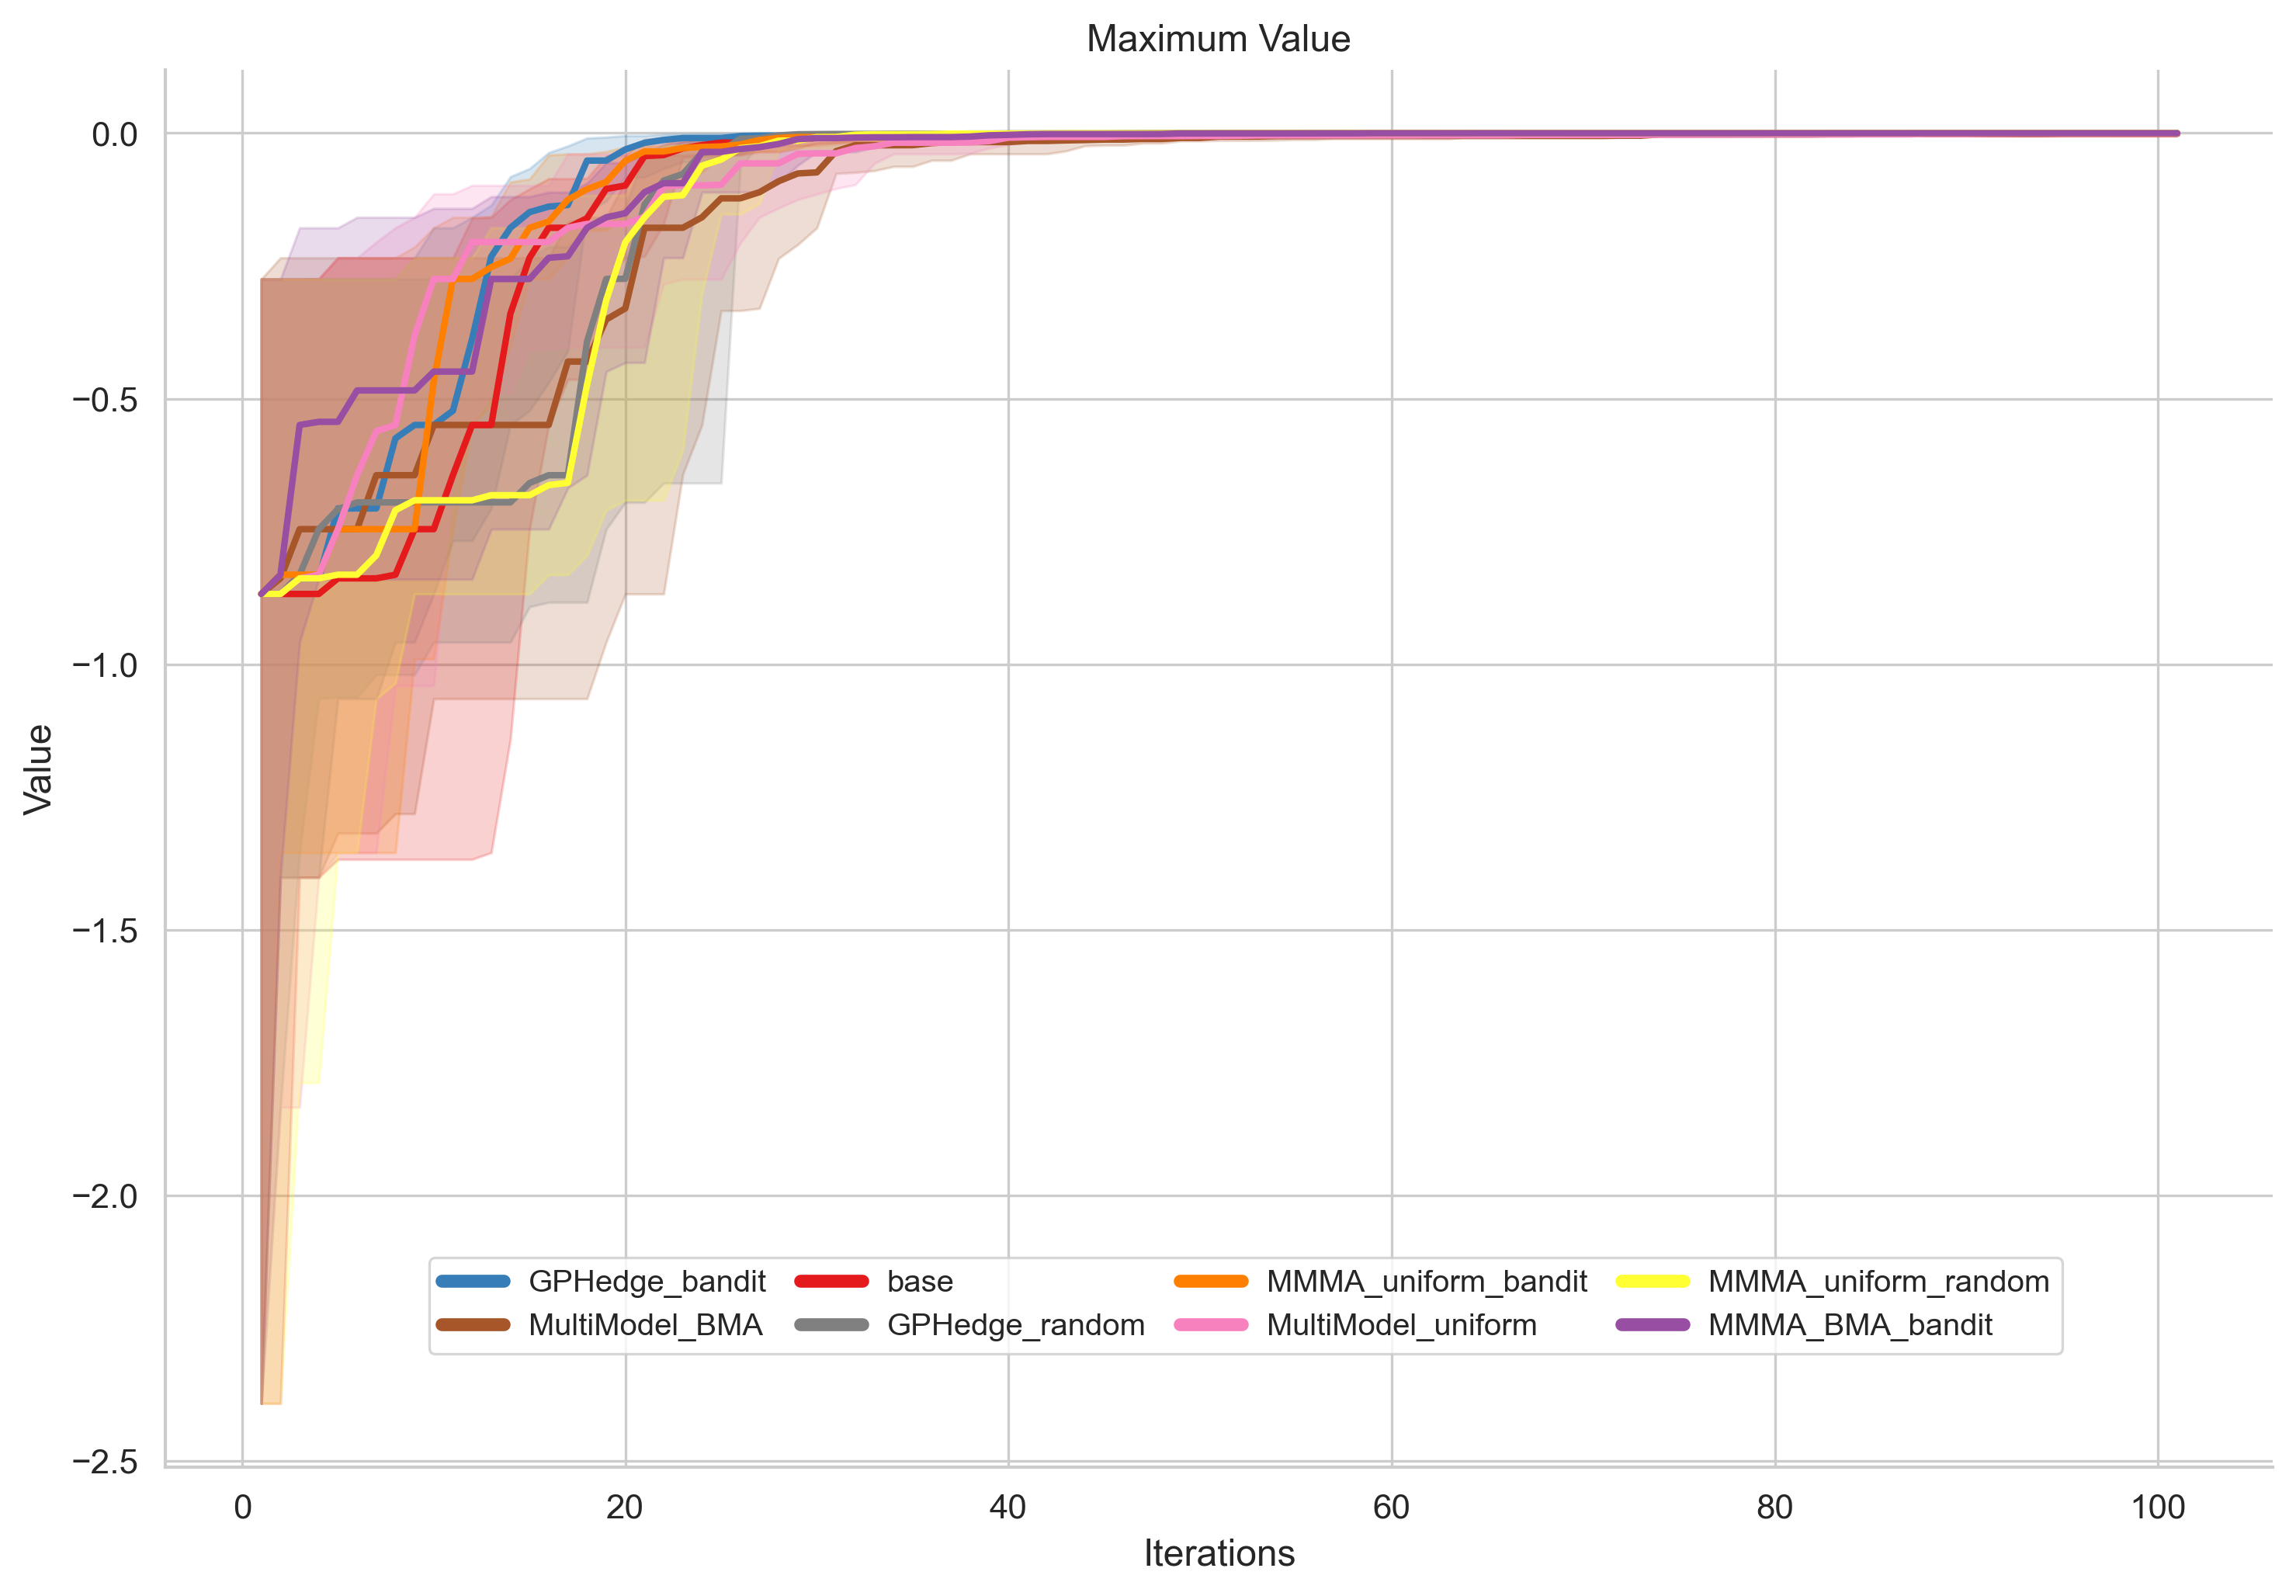 Maximum Value
0.0
−0.5
−1.0
−1.5
−2.0
−2.5
Value
GPHedge_bandit base MMMA_uniform_bandit MMMA_uniform_random
MultiModel_BMA GPHedge_random MultiModel_uniform MMMA_BMA_bandit
0 20 40 60 80 100
Iterations